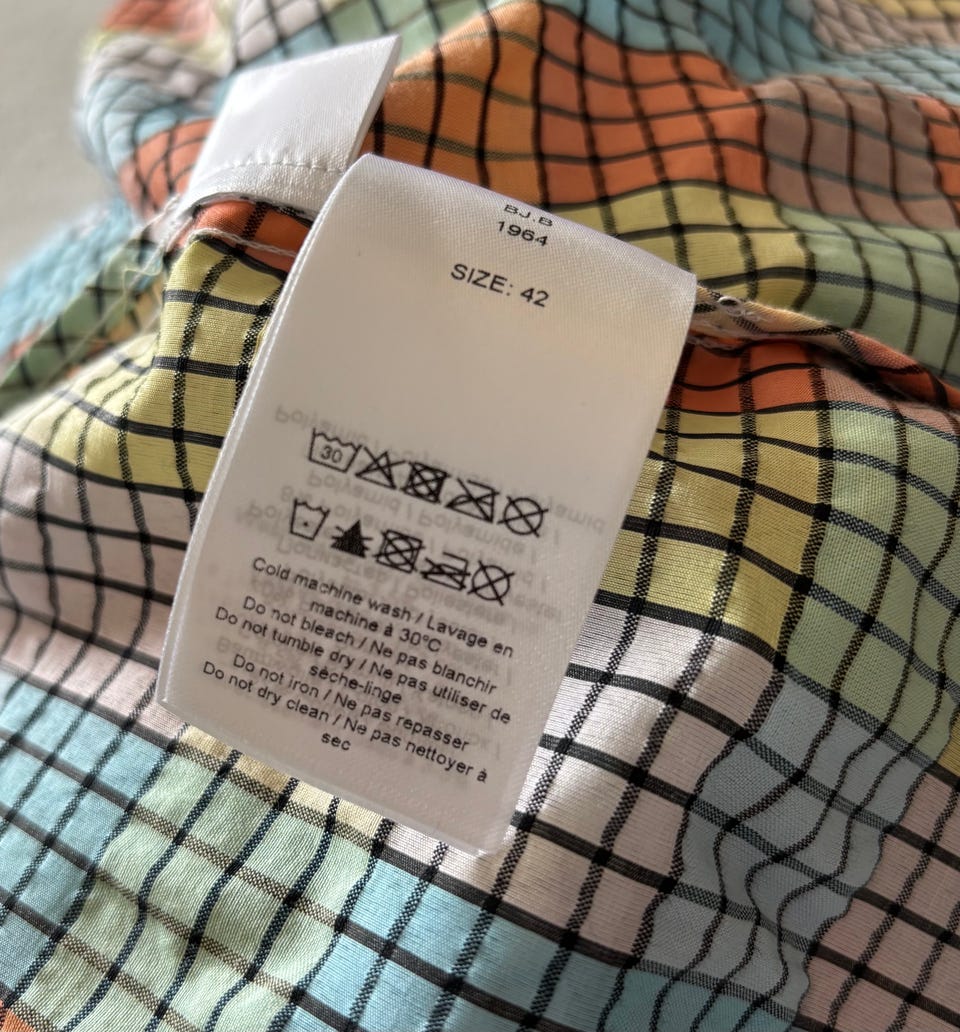 BJ.B
1964
SIZE: 42
30
Cold machine wash / Lavage en
machine à 30°C
Do not bleach / Ne pas blanchir
Do not tumble dry / Ne pas utiliser de
sèche-linge
Do not iron / Ne pas repasser
Do not dry clean / Ne pas nettoyer à
sec